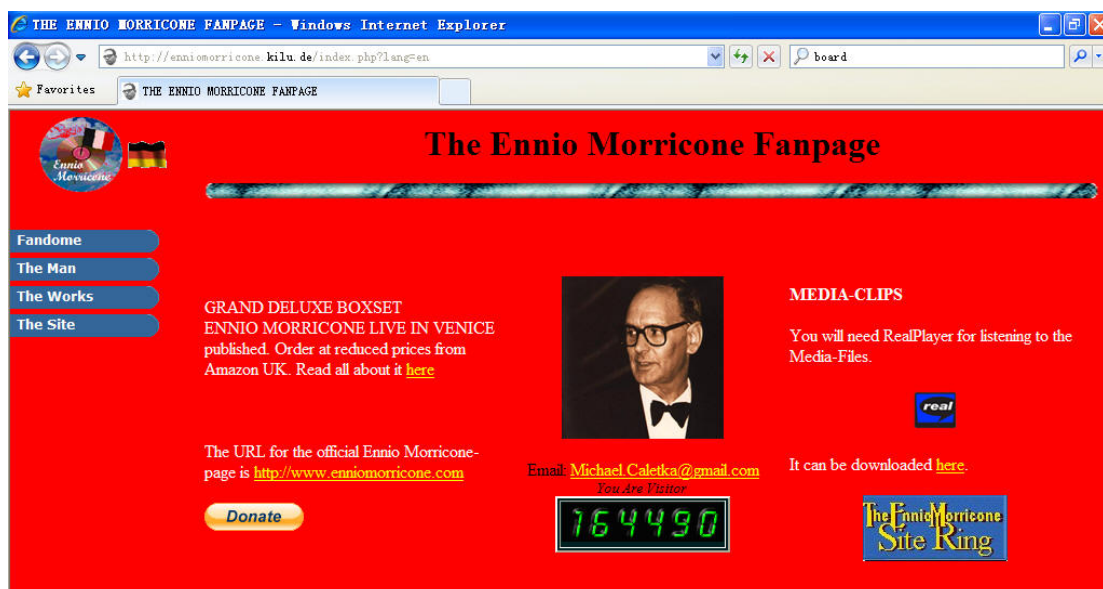 THE ENNIO MORRICONE FANPAGE - Windows Internet Explorer
http://enniomorricone.kilu.de/index.php?lang=en
board
Favorites
THE ENNIO MORRICONE FANPAGE
Ennio
Morricone
The Ennio Morricone Fanpage
Fandome
The Man
The Works
The Site
GRAND DELUXE BOXSET
ENNIO MORRICONE LIVE IN VENICE
published. Order at reduced prices from
Amazon UK. Read all about it here
The URL for the official Ennio Morricone-
page is http://www.enniomorricone.com
Donate
Email: Michael.Caletka@gmail.com
You Are Visitor
164490
MEDIA-CLIPS
You will need RealPlayer for listening to the
Media-Files.
real
It can be downloaded here.
The Ennio Morricone
Site Ring